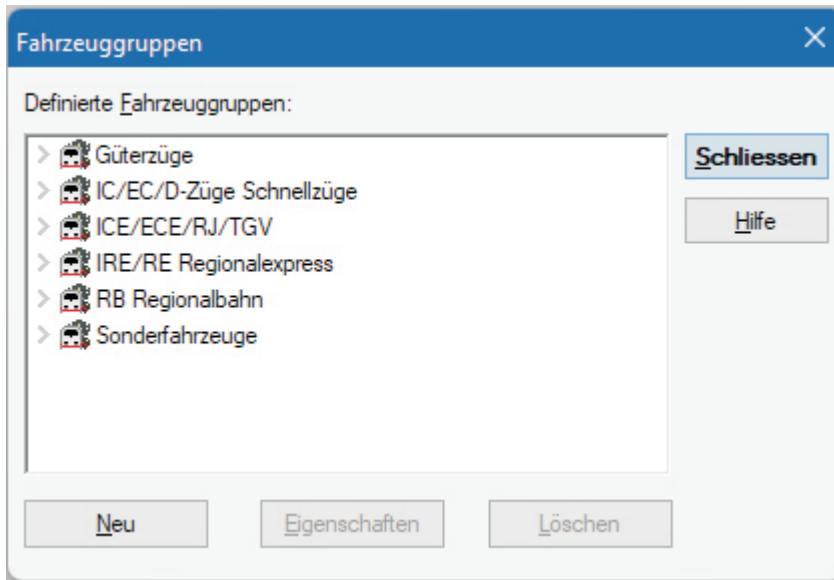 Fahrzeuggruppen
Definierte Fahrzeuggruppen:
Güterzüge
IC/EC/D-Züge Schnellzüge
ICE/ECE/RJ/TGV
IRE/RE Regionalexpress
RB Regionalbahn
Sonderfahrzeuge
Schliessen
Hilfe
Neu Eigenschaften Löschen